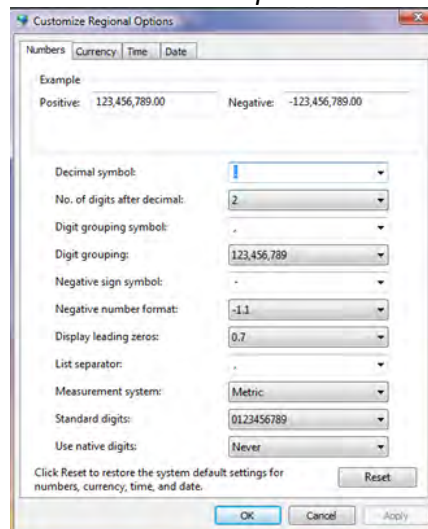 Customize Regional Options
Numbers Currency Time Date
Example
Positive: 123,456,789.00 Negative: -123,456,789.00
Decimal symbol: .
No. of digits after decimal: 2
Digit grouping symbol: ,
Digit grouping: 123,456,789
Negative sign symbol: -
Negative number format: -1.1
Display leading zeros: 0.7
List separator: ,
Measurement system: Metric
Standard digits: 0123456789
Use native digits: Never
Click Reset to restore the system default settings for
numbers, currency, time, and date. Reset
OK Cancel Apply